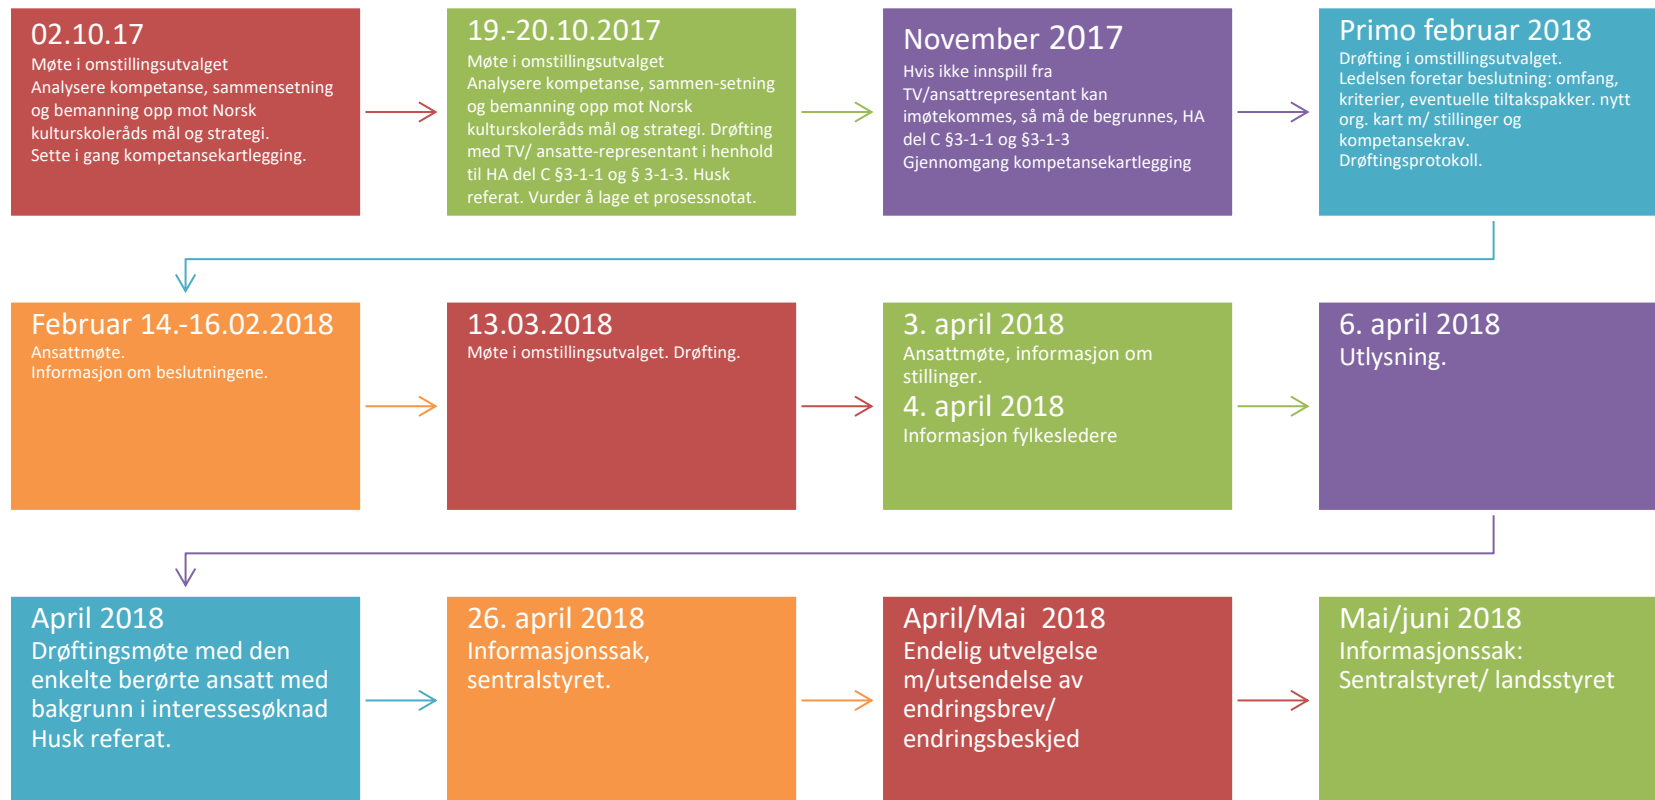 02.10.17
Møte i omstillingsutvalget
Analysere kompetanse, sammensetning
og bemanning opp mot Norsk
kulturskoleråds mål og strategi.
Sette i gang kompetansekartlegging.
19.-20.10.2017
Møte i omstillingsutvalget
Analysere kompetanse, sammen-setning
og bemanning opp mot Norsk
kulturskoleråds mål og strategi. Drøfting
med TV/ ansatte-representant i henhold
til HA del C §3-1-1 og § 3-1-3. Husk
referat. Vurder å lage et prosessnotat.
November 2017
Hvis ikke innspill fra
TV/ansattrepresentant kan
imøtekommes, så må de begrunnes, HA
del C §3-1-1 og §3-1-3
Gjennomgang kompetansekartlegging
Primo februar 2018
Drøfting i omstillingsutvalget.
Ledelsen foretar beslutning: omfang,
kriterier, eventuelle tiltakspakker. nytt
org. kart m/ stillinger og
kompetansekrav.
Drøftingsprotokoll.
Februar 14.-16.02.2018
Ansattmøte.
Informasjon om beslutningene.
13.03.2018
Møte i omstillingsutvalget. Drøfting.
3. april 2018
Ansattmøte, informasjon om
stillinger.
4. april 2018
Informasjon fylkesledere
6. april 2018
Utlysning.
April 2018
Drøftingsmøte med den
enkelte berørte ansatt med
bakgrunn i interessesøknad
Husk referat.
26. april 2018
Informasjonssak,
sentralstyret.
April/Mai 2018
Endelig utvelgelse
m/utsendelse av
endringsbrev/
endringsbeskjed
Mai/juni 2018
Informasjonssak:
Sentralstyret/ landsstyret